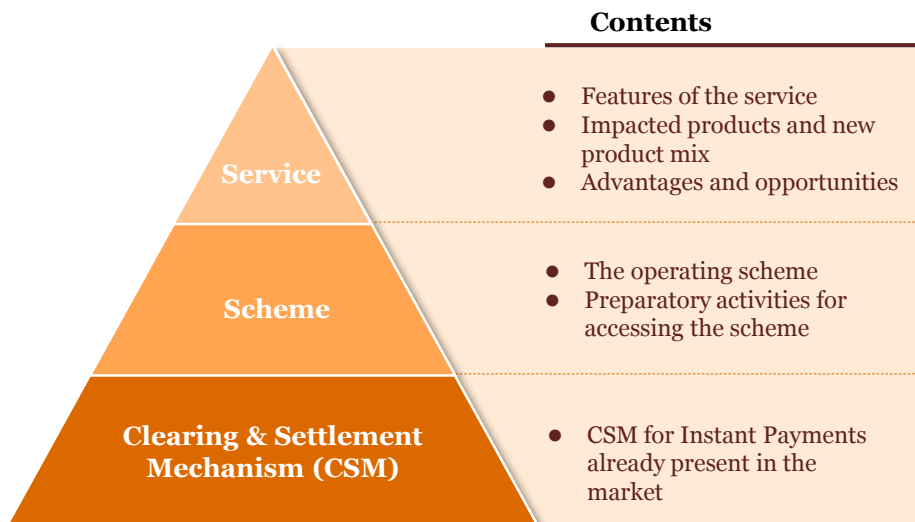 Contents
Service
● Features of the service
● Impacted products and new
product mix
● Advantages and opportunities
Scheme
● The operating scheme
● Preparatory activities for
accessing the scheme
Clearing & Settlement
Mechanism (CSM)
● CSM for Instant Payments
already present in the
market